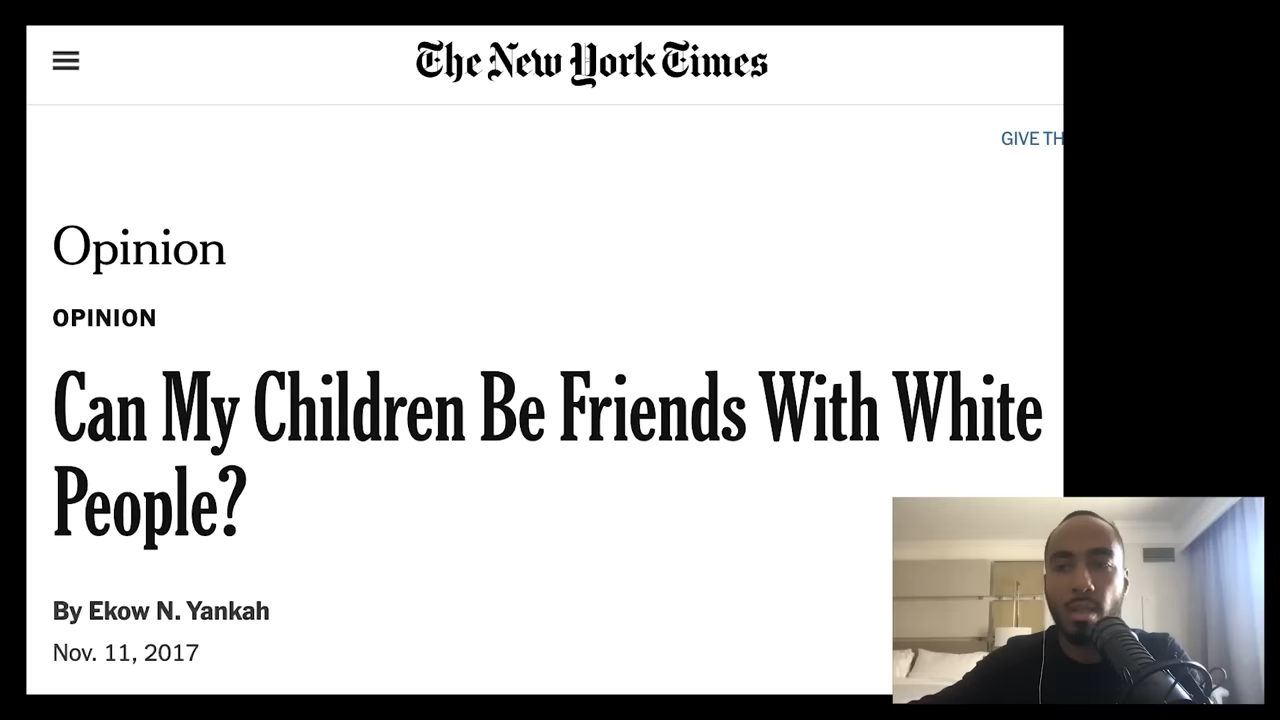 The New York Times
GIVE TH
Opinion
OPINION
Can My Children Be Friends With White
People?
By Ekow N. Yankah
Nov. 11, 2017